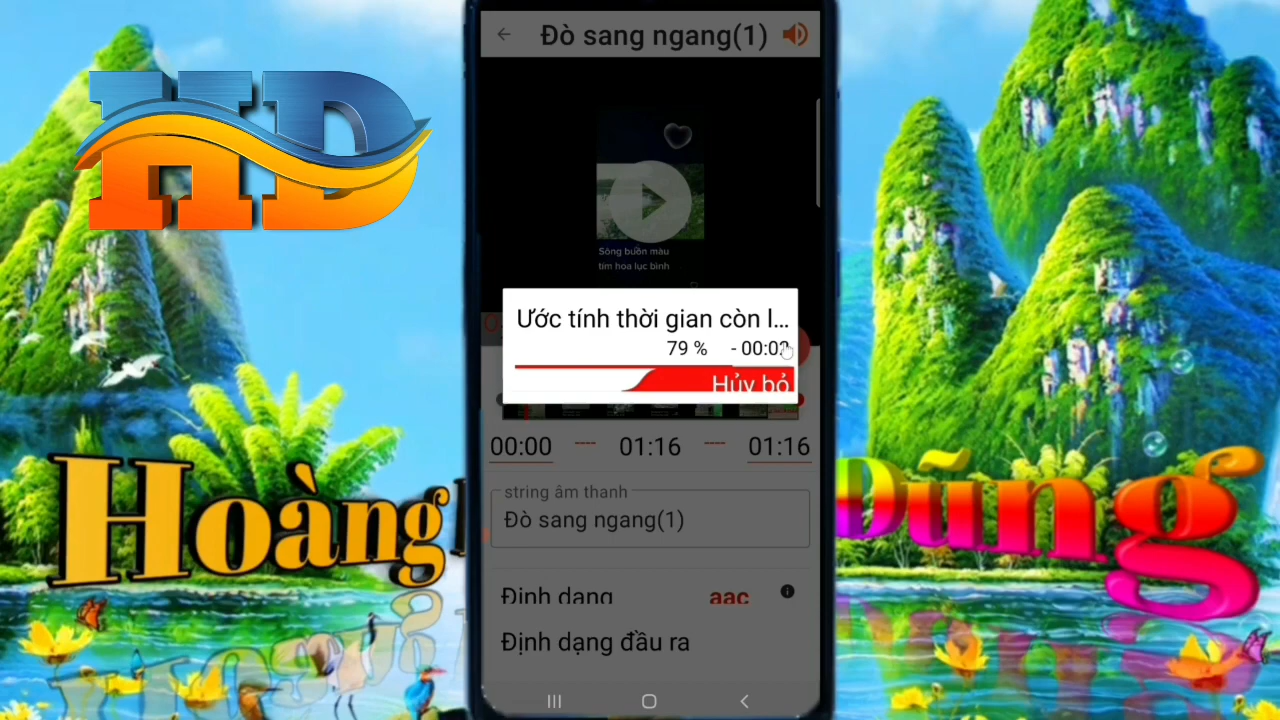 HD
Đò sang ngang(1)
Sông buồn màu
tím hoa lục bình
Ước tính thời gian còn l...
79 % - 00:02
Hủy bỏ
00:00 ---- 01:16 ---- 01:16
string âm thanh
Đò sang ngang(1)
Định dạng aac
Định dạng đầu ra
Hoàng
Dũng